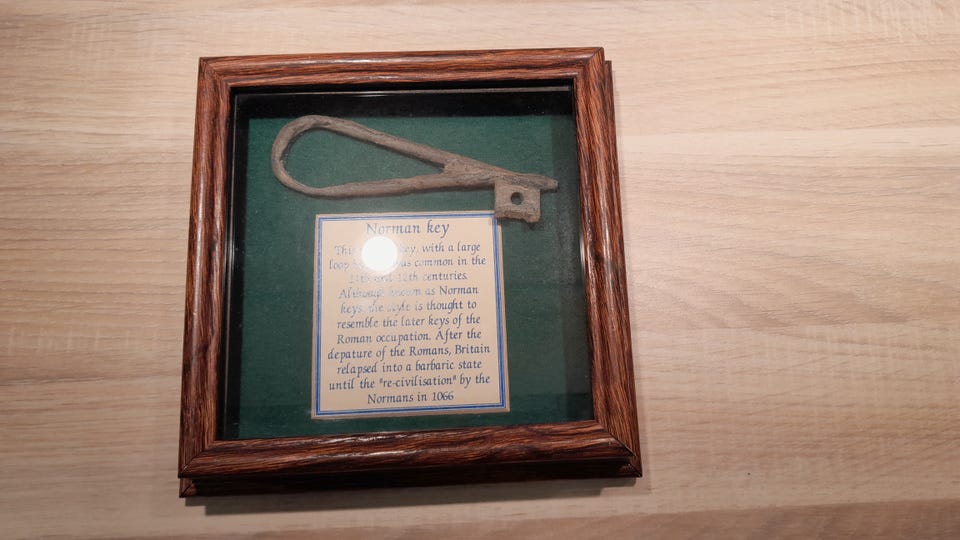 Norman key
This key, with a large
loop was common in the
11th and 12th centuries.
Although known as Norman
keys, the style is thought to
resemble the later keys of the
Roman occupation. After the
depature of the Romans, Britain
relapsed into a barbaric state
until the "re-civilisation" by the
Normans in 1066